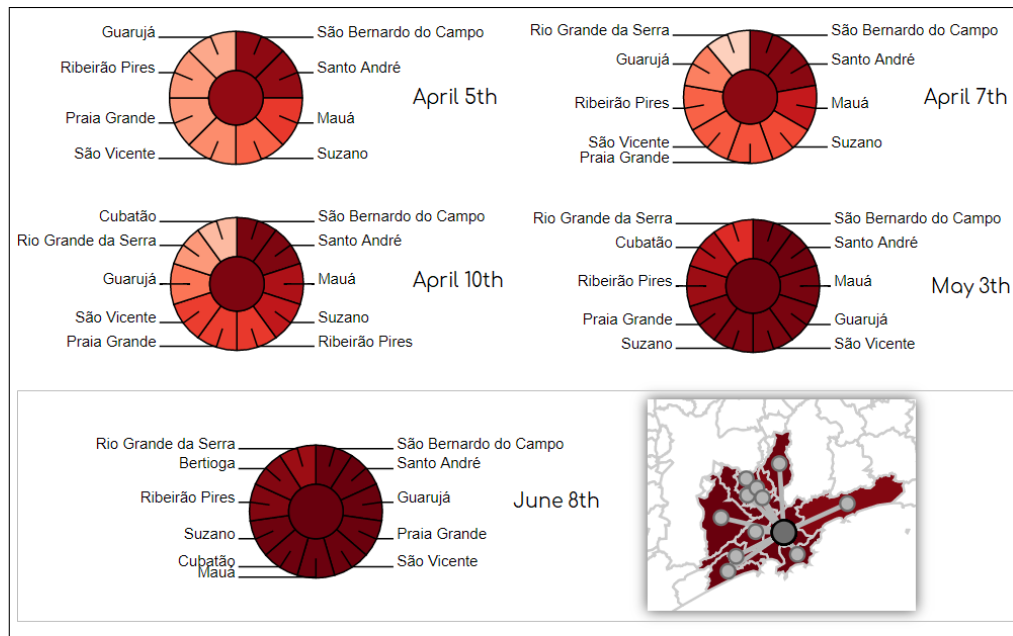 Guarujá
São Bernardo do Campo
Ribeirão Pires
Santo André
Praia Grande
Mauá
São Vicente
Suzano
April 5th
Rio Grande da Serra
São Bernardo do Campo
Guarujá
Santo André
Ribeirão Pires
Mauá
São Vicente
Suzano
Praia Grande
April 7th
Cubatão
São Bernardo do Campo
Rio Grande da Serra
Santo André
Guarujá
Mauá
São Vicente
Suzano
Praia Grande
Ribeirão Pires
April 10th
Rio Grande da Serra
São Bernardo do Campo
Cubatão
Santo André
Ribeirão Pires
Mauá
Praia Grande
Guarujá
Suzano
São Vicente
May 3th
Rio Grande da Serra
São Bernardo do Campo
Bertioga
Santo André
Ribeirão Pires
Guarujá
Suzano
Praia Grande
Cubatão
São Vicente
Mauá
June 8th